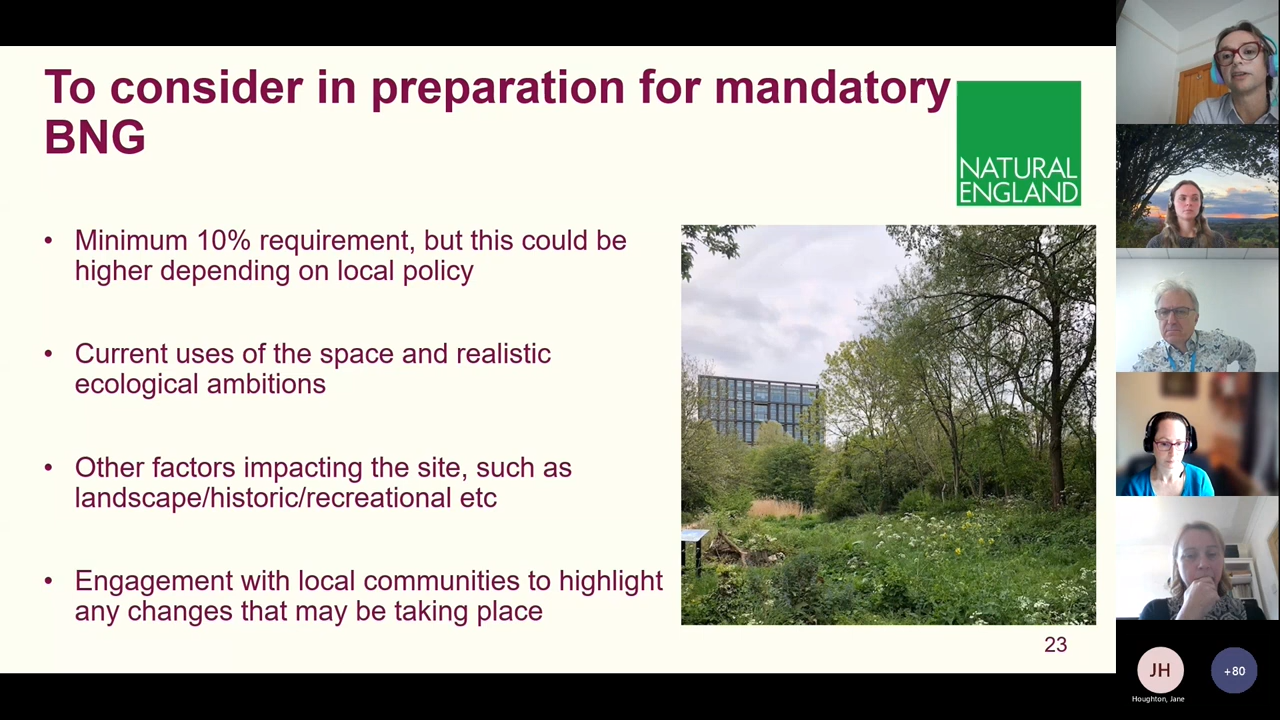 To consider in preparation for mandatory
BNG
NATURAL
ENGLAND
• Minimum 10% requirement, but this could be
higher depending on local policy
• Current uses of the space and realistic
ecological ambitions
• Other factors impacting the site, such as
landscape/historic/recreational etc
• Engagement with local communities to highlight
any changes that may be taking place
23
JH
+80
Houghton, Jane